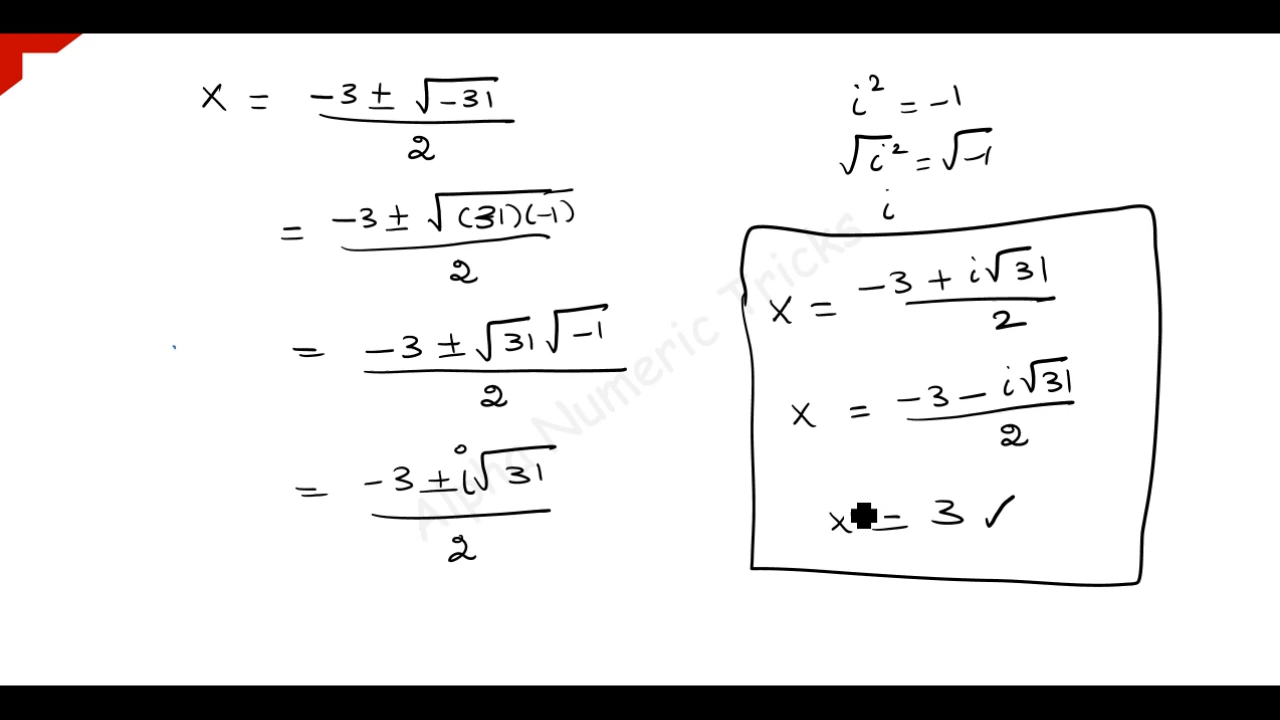 x = (-3 ± √-31)/2
= (-3 ± √(31)(-1))/2
= (-3 ± √31 √-1)/2
= (-3 ± i√31)/2
i² = -1
√i² = √-1
i
x = (-3 + i√31)/2
x = (-3 - i√31)/2
x = 3 ✓
Alpha Numeric Tricks